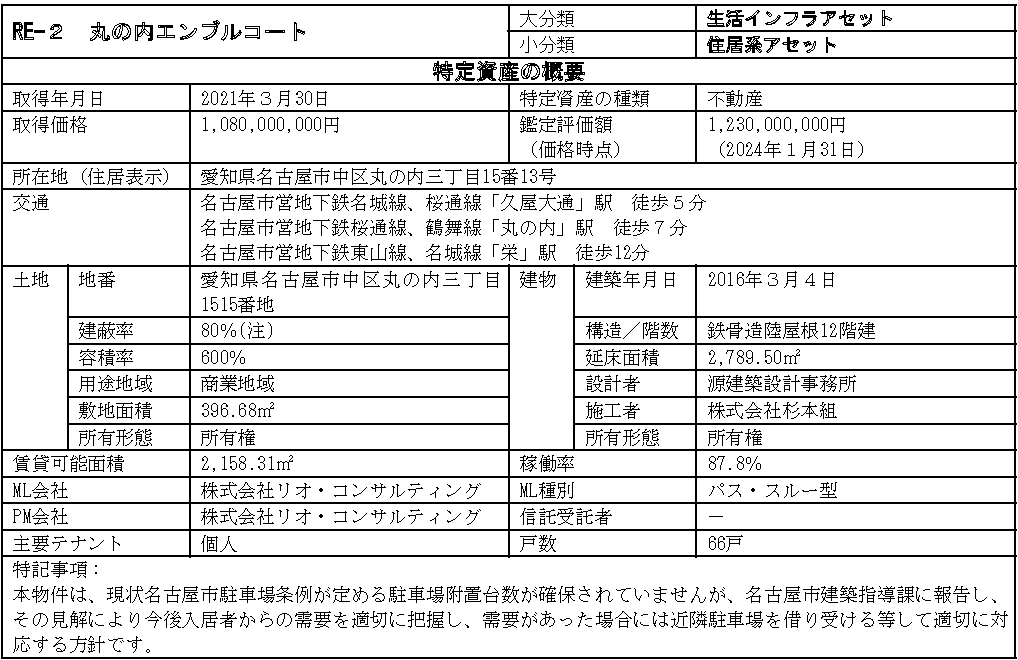 RE-２　丸の内エンブルコート　大分類　生活インフラアセット
小分類　住居系アセット
特定資産の概要
取得年月日　2021年３月30日　特定資産の種類　不動産
取得価格　1,080,000,000円　鑑定評価額　1,230,000,000円
（価格時点）　（2024年１月31日）
所在地（住居表示）　愛知県名古屋市中区丸の内三丁目15番13号
交通　名古屋市営地下鉄名城線、桜通線「久屋大通」駅　徒歩５分
名古屋市営地下鉄桜通線、鶴舞線「丸の内」駅　徒歩７分
名古屋市営地下鉄東山線、名城線「栄」駅　徒歩12分
土地　地番　愛知県名古屋市中区丸の内三丁目　建物　建築年月日　2016年３月４日
1515番地
建蔽率　80％(注)　構造／階数　鉄骨造陸屋根12階建
容積率　600％　延床面積　2,789.50㎡
用途地域　商業地域　設計者　源建築設計事務所
敷地面積　396.68㎡　施工者　株式会社杉本組
所有形態　所有権　所有形態　所有権
賃貸可能面積　2,158.31㎡　稼働率　87.8％
ML会社　株式会社リオ・コンサルティング　ML種別　パス・スルー型
PM会社　株式会社リオ・コンサルティング　信託受託者　－
主要テナント　個人　戸数　66戸
特記事項：
本物件は、現状名古屋市駐車場条例が定める駐車場附置台数が確保されていませんが、名古屋市建築指導課に報告し、
その見解により今後入居者からの需要を適切に把握し、需要があった場合には近隣駐車場を借り受ける等して適切に対
応する方針です。